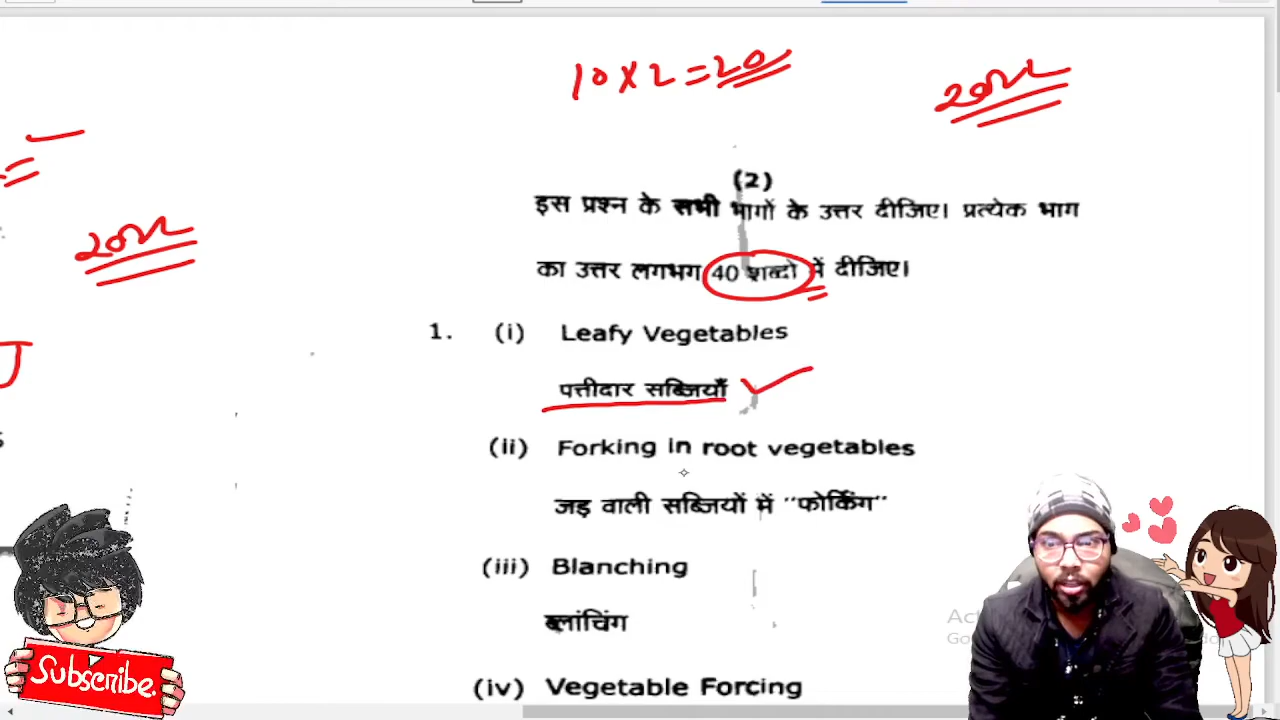 10 x 2 = 20
2022
2022
(2)
इस प्रश्न के सभी भागों के उत्तर दीजिए। प्रत्येक भाग
का उत्तर लगभग 40 शब्दो में दीजिए।
1. (i) Leafy Vegetables
पत्तीदार सब्जियाँ
(ii) Forking in root vegetables
जड़ वाली सब्जियों में "फोर्किंग"
(iii) Blanching
ब्लांचिंग
(iv) Vegetable Forcing
Subscribe.